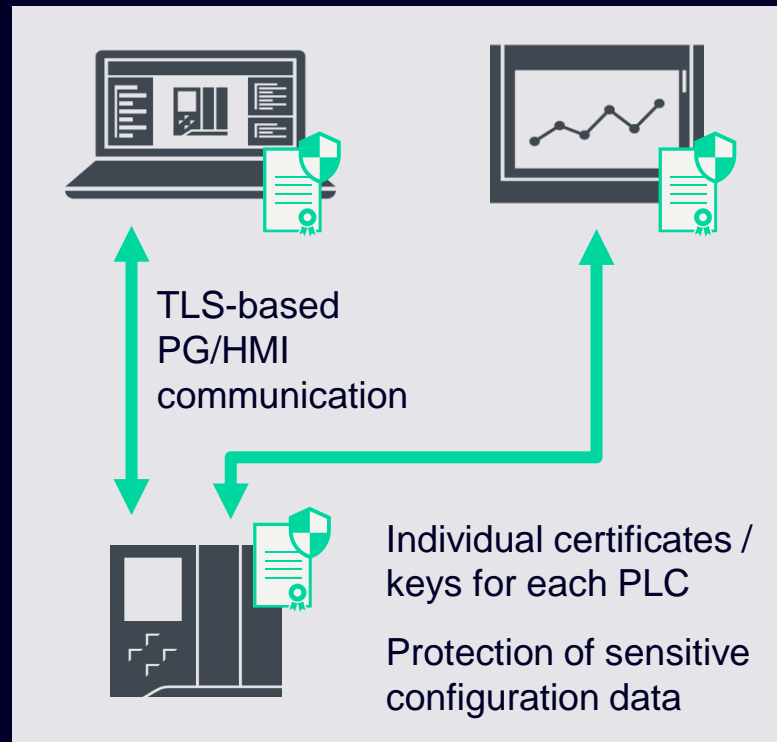 TLS-based
PG/HMI
communication
Individual certificates /
keys for each PLC
Protection of sensitive
configuration data